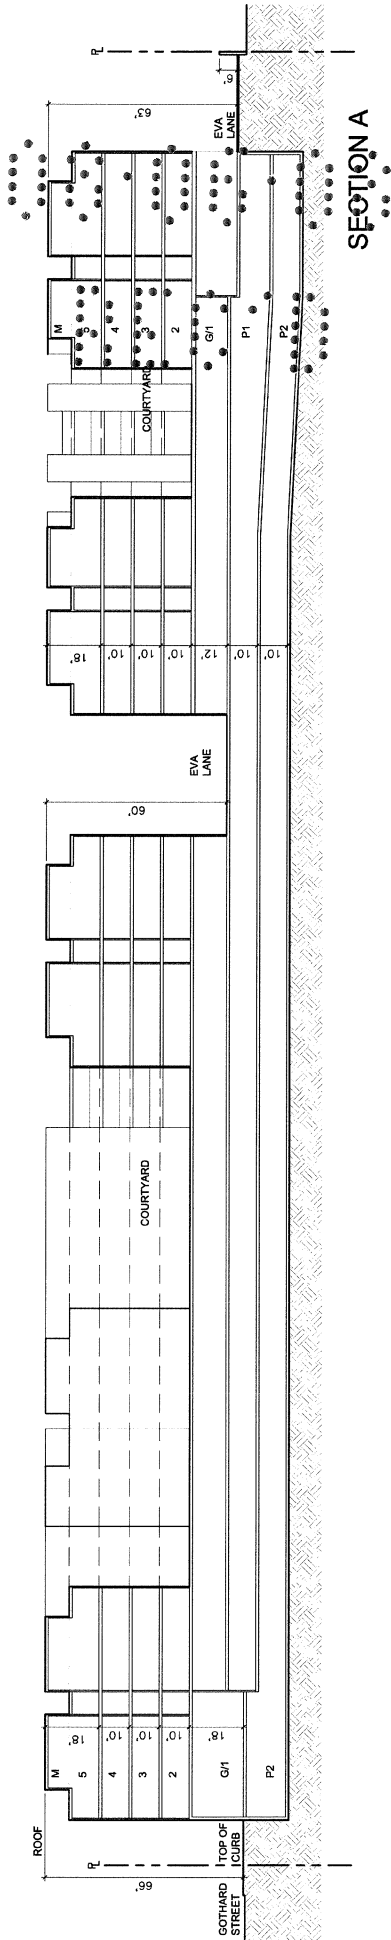 ROOF
PL
66'
GOTHARD
STREET
TOP OF
CURB
M
5
4
3
2
G/1
P2
18'
10'
10'
10'
18'
COURTYARD
60'
EVA
LANE
18'
10'
10'
10'
12'
10'
10'
COURTYARD
M
5
4
3
2
G/1
P1
P2
63'
EVA
LANE
6'
PL
SECTION A